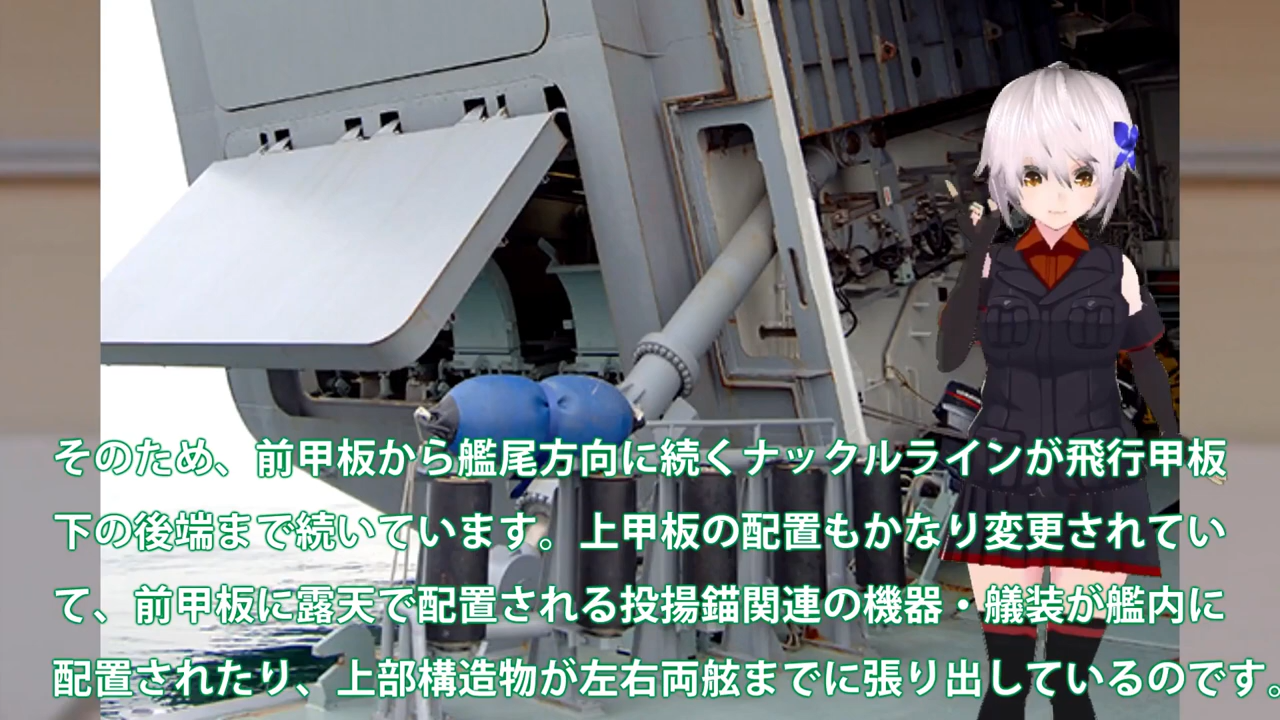 そのため、前甲板から艦尾方向に続くナックルラインが飛行甲板
下の後端まで続いています。上甲板の配置もかなり変更されてい
て、前甲板に露天で配置される投揚錨関連の機器・艤装が艦内に
配置されたり、上部構造物が左右両舷までに張り出しているのです。